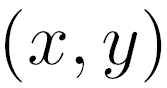 (x, y)